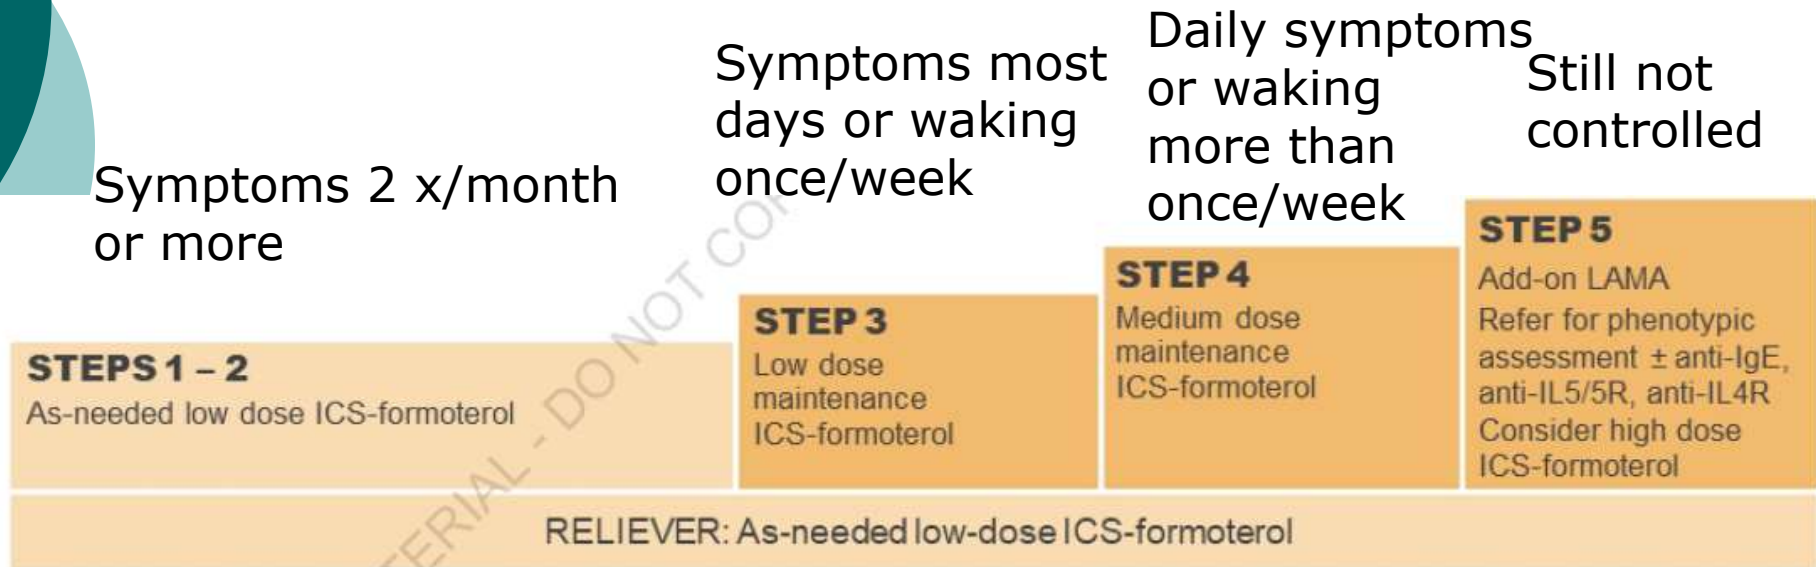 Symptoms 2 x/month
or more
Symptoms most
days or waking
once/week
Daily symptoms
or waking
more than
once/week
Still not
controlled
STEPS 1 – 2
As-needed low dose ICS-formoterol
STEP 3
Low dose
maintenance
ICS-formoterol
STEP 4
Medium dose
maintenance
ICS-formoterol
STEP 5
Add-on LAMA
Refer for phenotypic
assessment ± anti-IgE,
anti-IL5/5R, anti-IL4R
Consider high dose
ICS-formoterol
RELIEVER: As-needed low-dose ICS-formoterol
- DO NOT